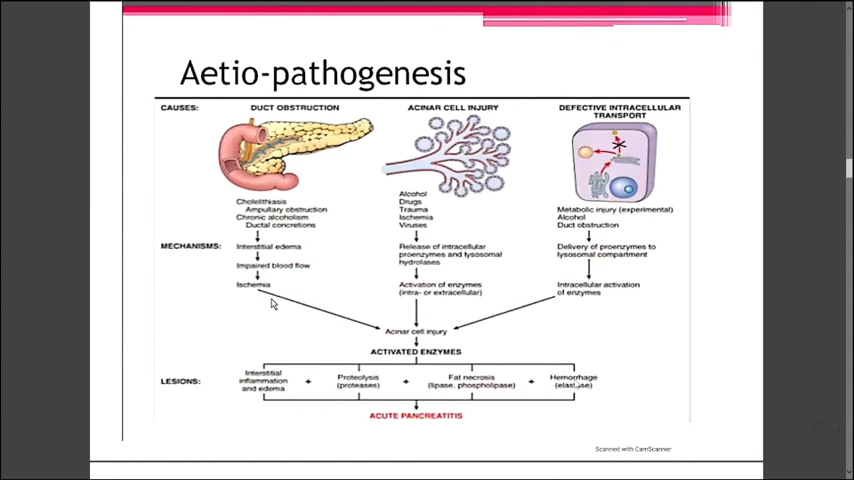 Aetio-pathogenesis
CAUSES:
DUCT OBSTRUCTION
ACINAR CELL INJURY
DEFECTIVE INTRACELLULAR
TRANSPORT
Cholelithiasis
Ampullary obstruction
Chronic alcoholism
Ductal concretions
Alcohol
Drugs
Trauma
Ischemia
Viruses
Metabolic injury (experimental)
Alcohol
Duct obstruction
MECHANISMS:
Interstitial edema
Impaired blood flow
Ischemia
Release of intracellular
proenzymes and lysosomal
hydrolases
Activation of enzymes
(intra- or extracellular)
Delivery of proenzymes to
lysosomal compartment
Intracellular activation
of enzymes
Acinar cell injury
ACTIVATED ENZYMES
LESIONS:
Interstitial
inflammation
and edema
+
Proteolysis
(proteases)
+
Fat necrosis
(lipase, phospholipase)
+
Hemorrhage
(elastase)
ACUTE PANCREATITIS
Scanned with CamScanner